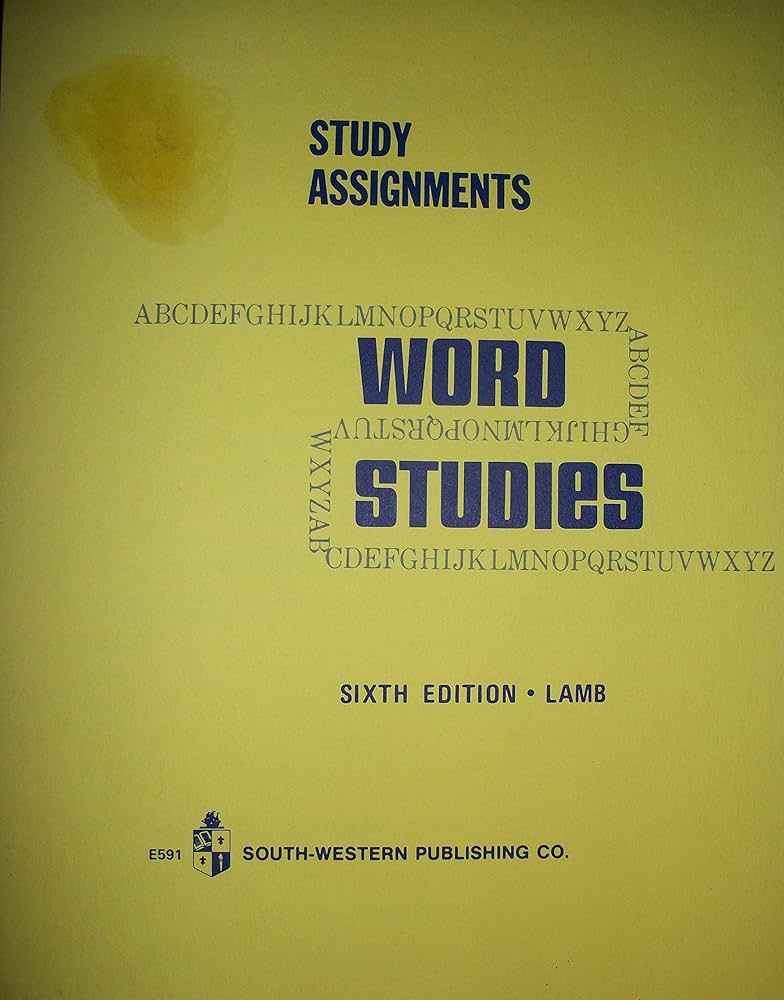 STUDY
ASSIGNMENTS
ABCDEFGHIJKLMNOPQRSTUVWXYZ
ABCDEF
WORD
GHIJKLMNOPQRSTUV
WXYZAB
STUDIES
CDEFGHIJKLMNOPQRSTUVWXYZ
SIXTH EDITION • LAMB
E591 SOUTH-WESTERN PUBLISHING CO.